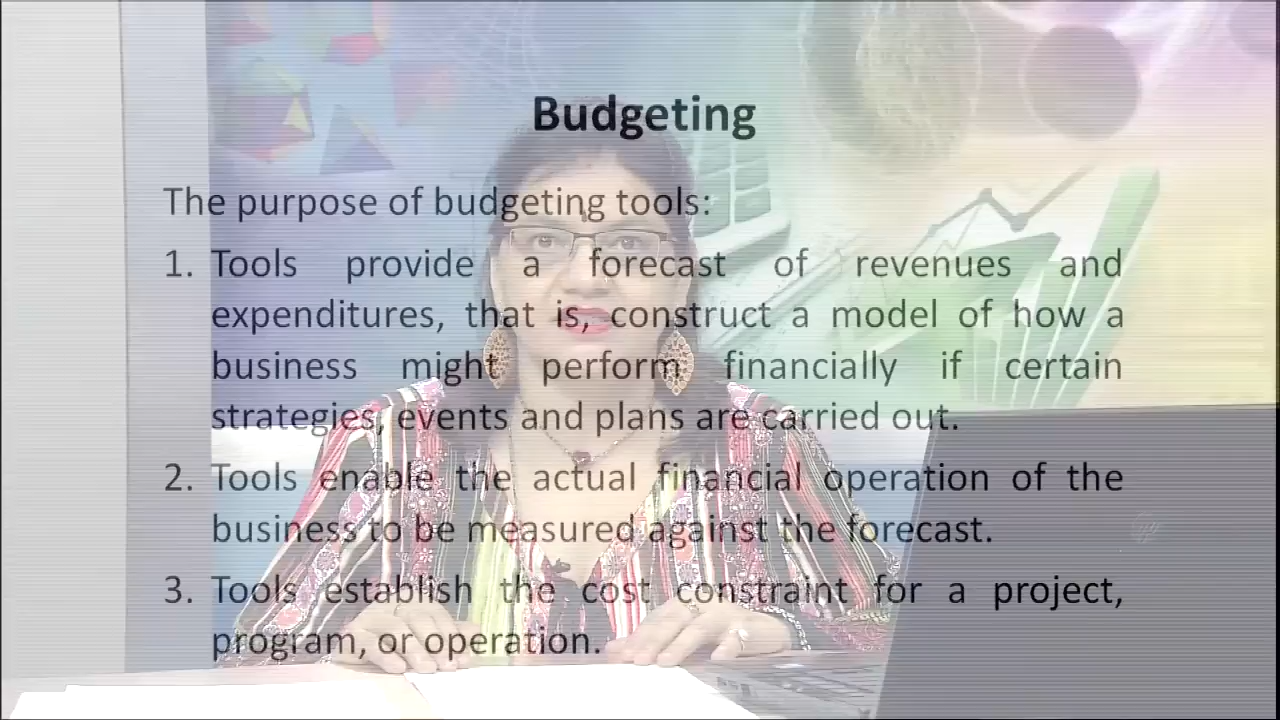 Budgeting
The purpose of budgeting tools:
1. Tools provide a forecast of revenues and
expenditures, that is, construct a model of how a
business might perform financially if certain
strategies, events and plans are carried out.
2. Tools enable the actual financial operation of the
business to be measured against the forecast.
3. Tools establish the cost constraint for a project,
program, or operation.